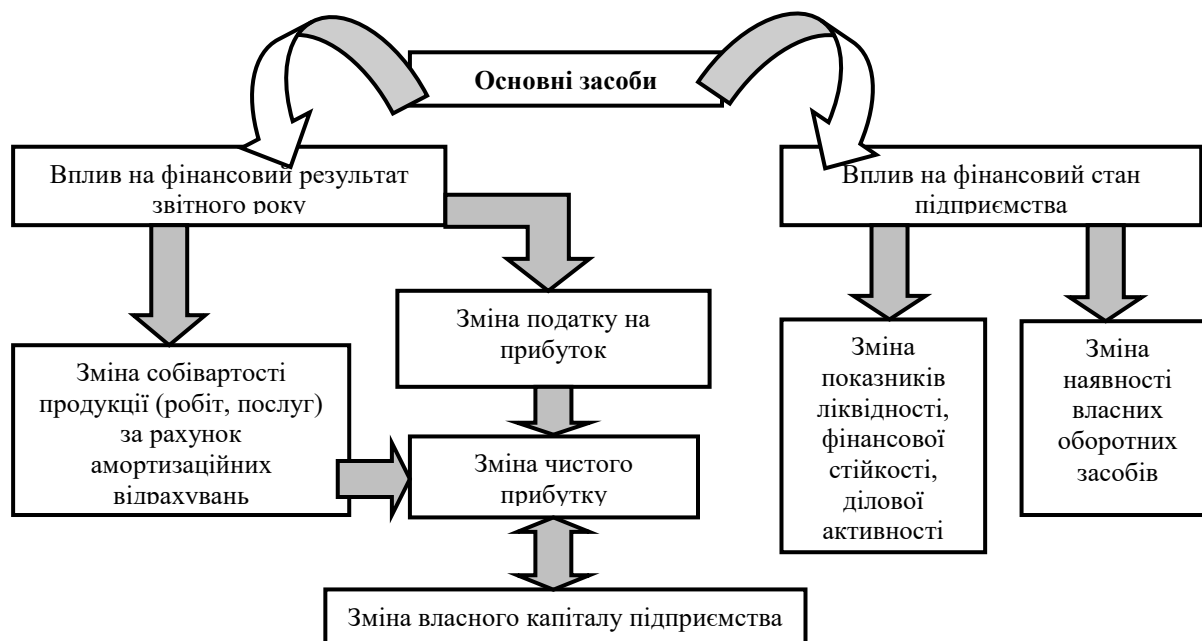 Основні засоби
Вплив на фінансовий результат
звітного року
Вплив на фінансовий стан
підприємства
Зміна податку на
прибуток
Зміна собівартості
продукції (робіт, послуг)
за рахунок
амортизаційних
відрахувань
Зміна чистого
прибутку
Зміна власного капіталу підприємства
Зміна
показників
ліквідності,
фінансової
стійкості,
ділової
активності
Зміна
наявності
власних
оборотних
засобів